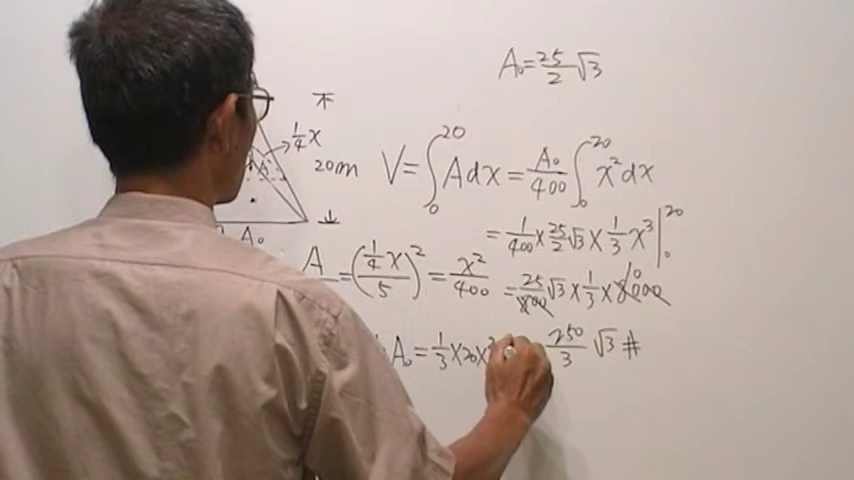 A₀=25/2 √3
1/4 x
20m
V=∫₀²⁰ A dx = A₀/400 ∫₀²⁰ x² dx
A₀
= 1/400 × 25/2 √3 × 1/3 x³ |₀²⁰
A = (1/4 x / 5)² = x²/400
= 25/800 √3 × 1/3 × 8000 10
A₀ = 1/3 × 20 ×
250/3 √3 #